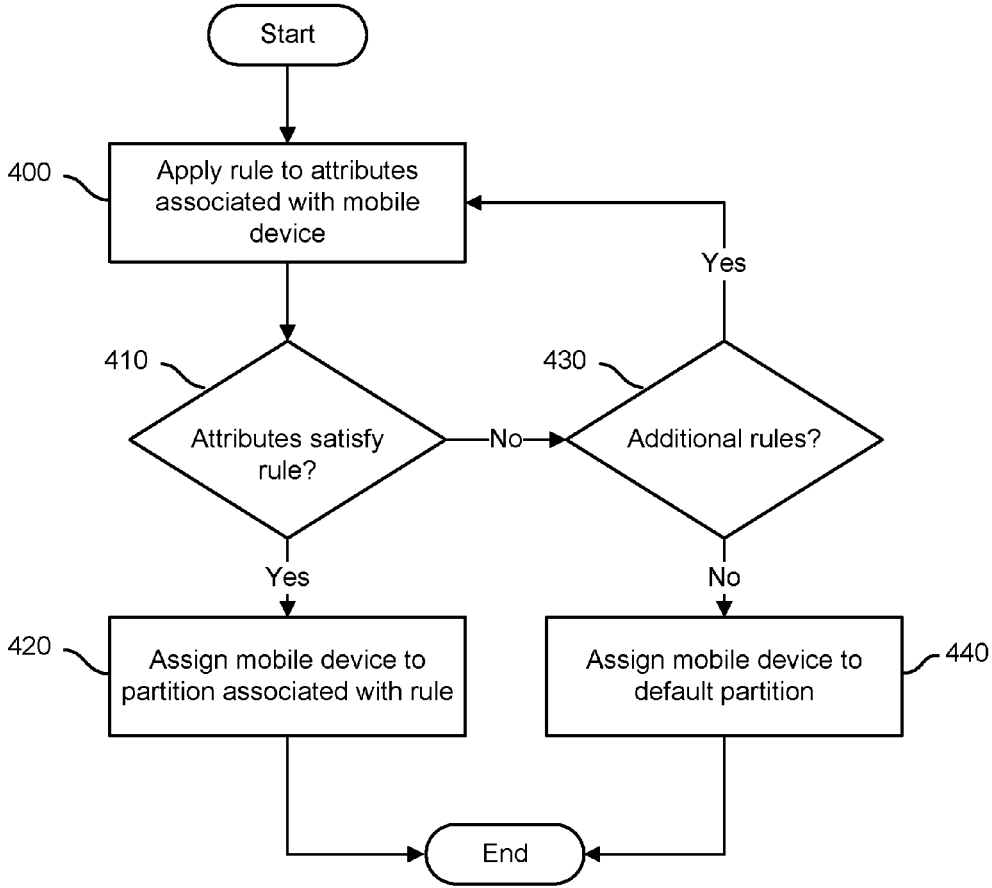 Start
400
Apply rule to attributes
associated with mobile
device
Yes
410
430
Attributes satisfy
rule?
No
Additional rules?
Yes
No
420
Assign mobile device to
partition associated with rule
Assign mobile device to
default partition
440
End